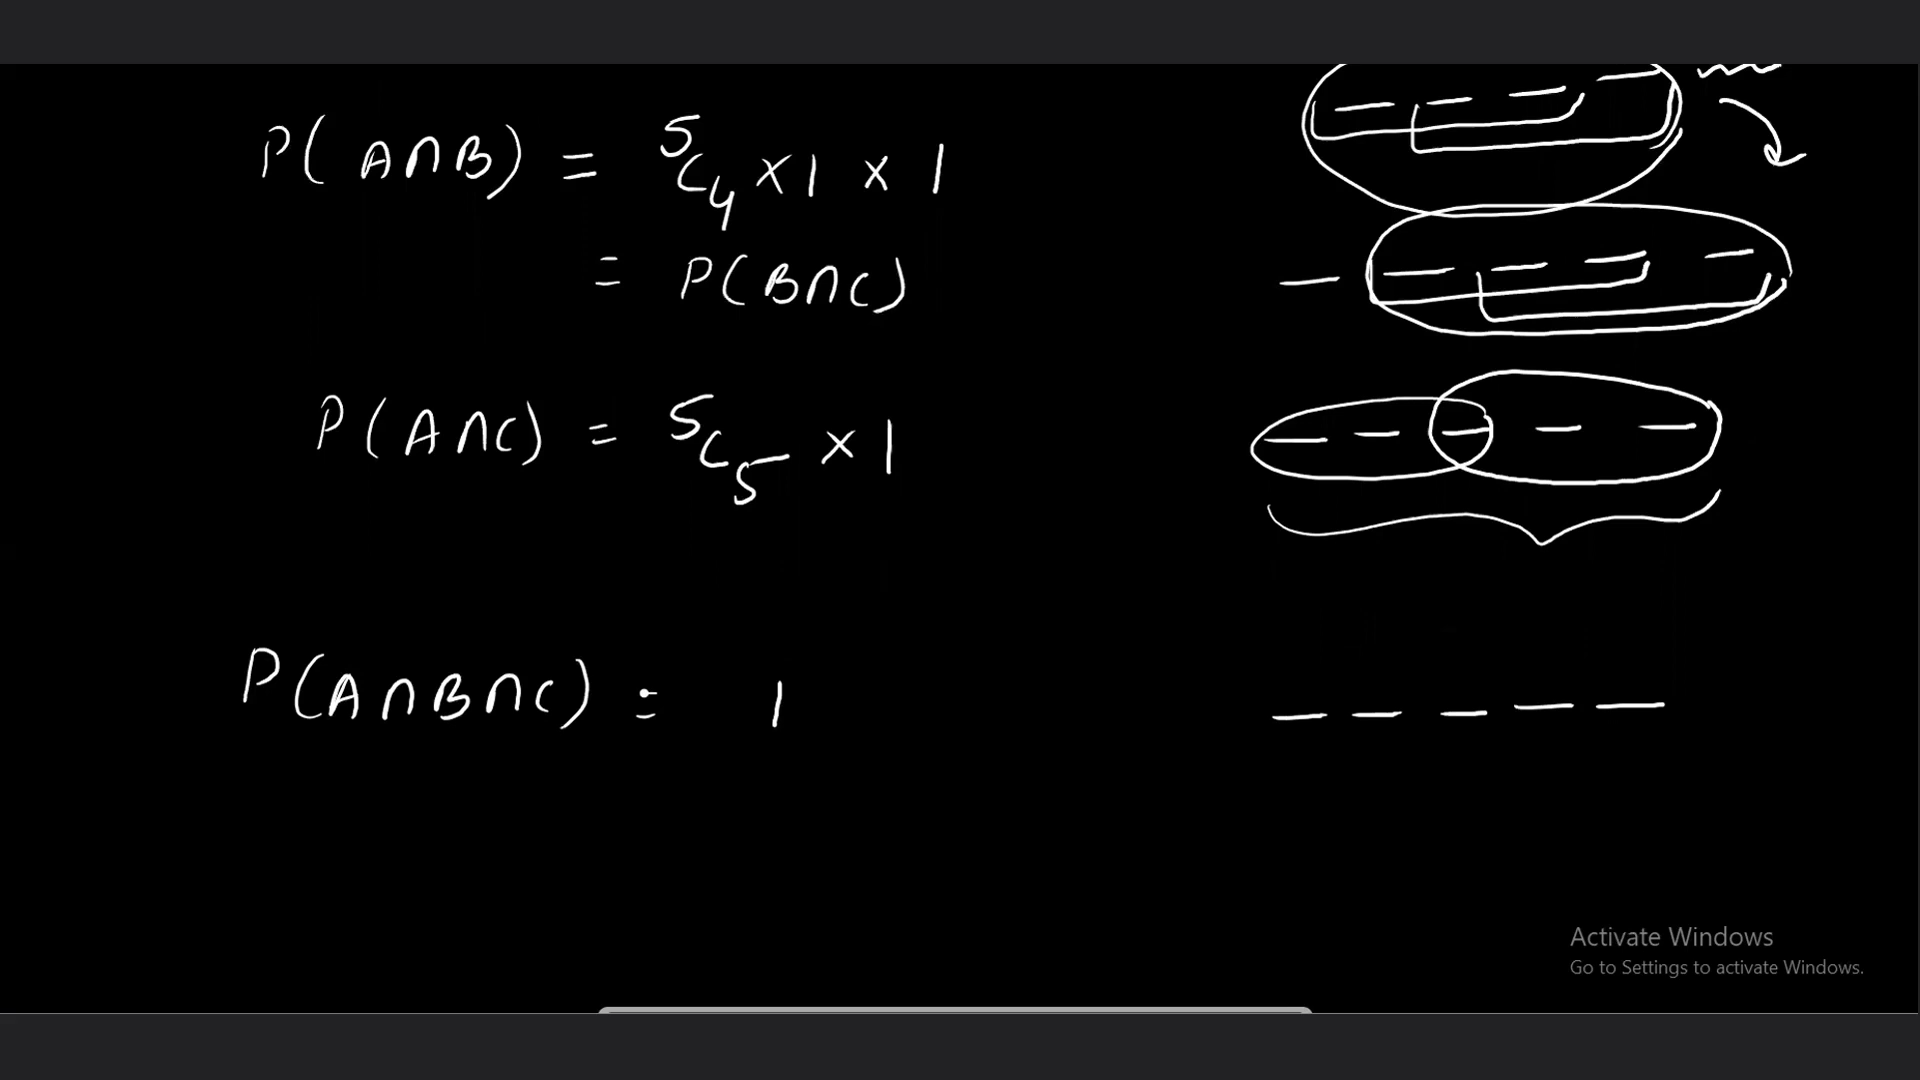 P(A∩B) = ⁵C₄ × 1 × 1
= P(B∩C)
P(A∩C) = ⁵C₅ × 1
P(A∩B∩C) = 1
Activate Windows
Go to Settings to activate Windows.